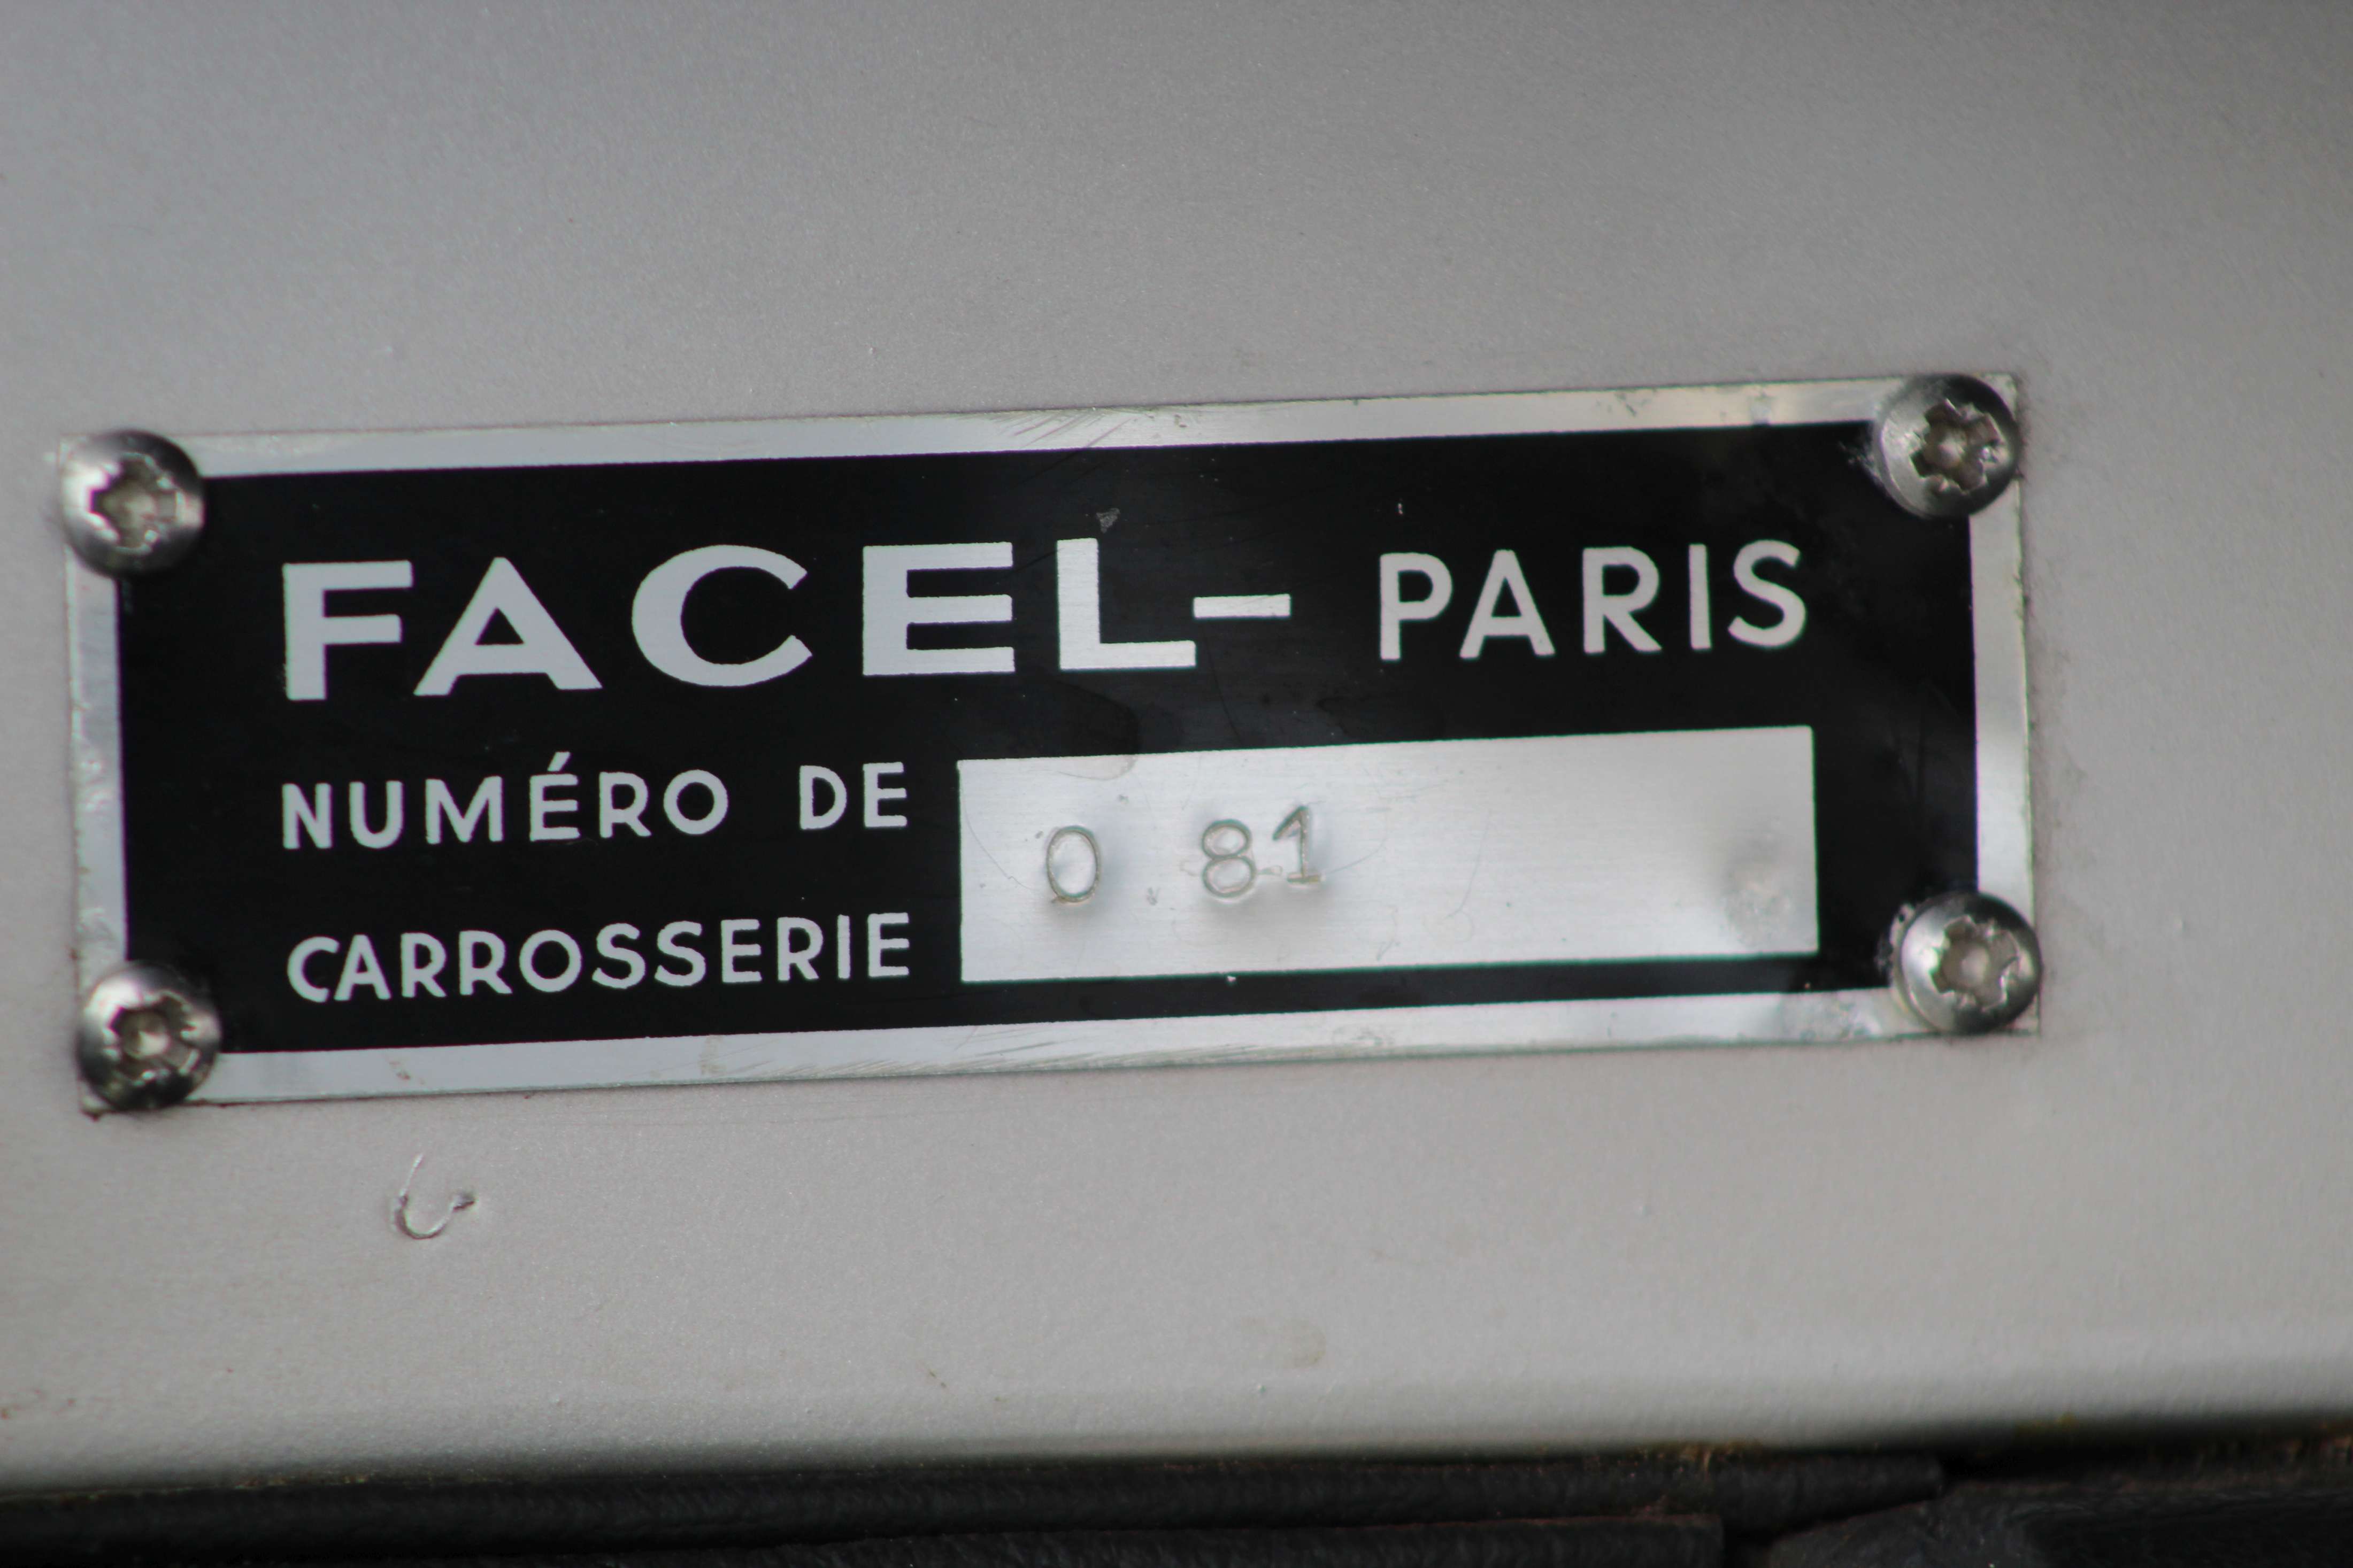 FACEL- PARIS
NUMÉRO DE
CARROSSERIE
0 81